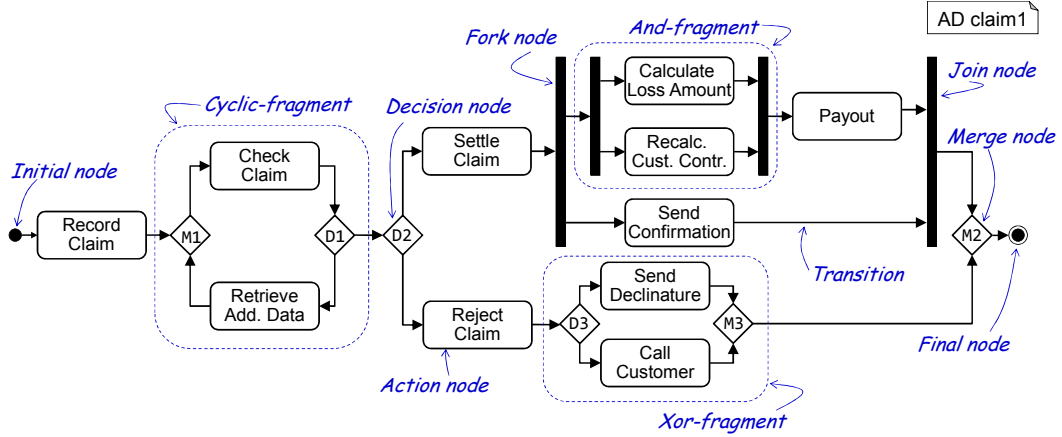 AD claim1
And-fragment
Fork node
Calculate
Loss Amount
Join node
Cyclic-fragment
Decision node
Payout
Settle
Claim
Recalc.
Cust. Contr.
Merge node
Check
Claim
Initial node
Record
Claim
M1
D1
D2
Send
Confirmation
M2
Transition
Retrieve
Add. Data
Reject
Claim
D3
Send
Declinature
M3
Call
Customer
Final node
Action node
Xor-fragment